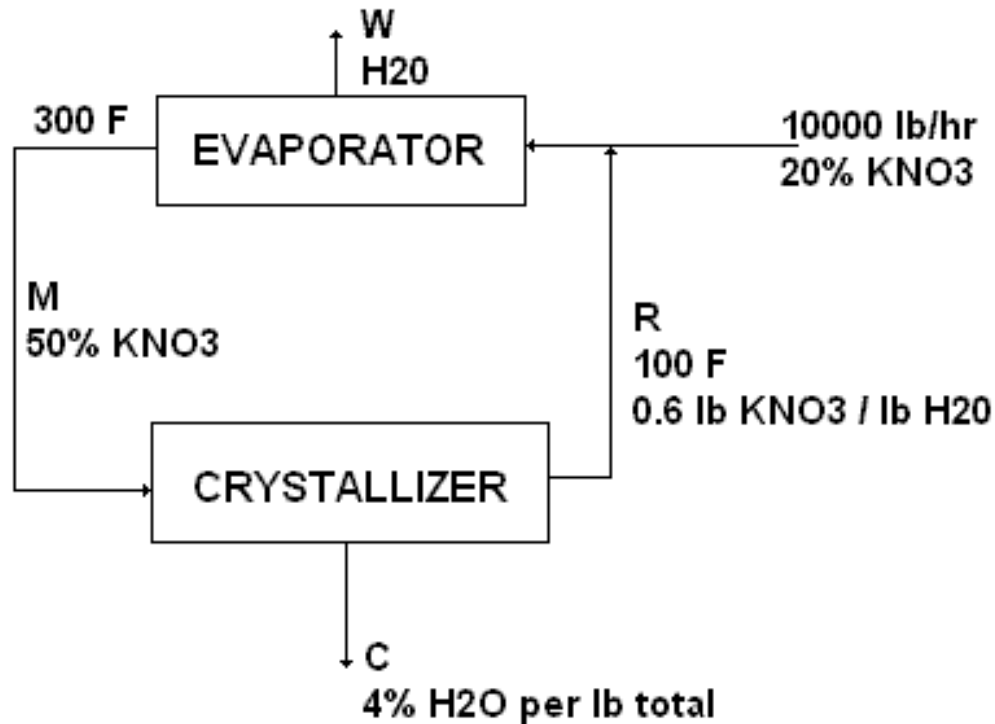 W
H20
300 F
EVAPORATOR
10000 lb/hr
20% KNO3
M
50% KNO3
R
100 F
0.6 lb KNO3 / lb H20
CRYSTALLIZER
C
4% H2O per lb total